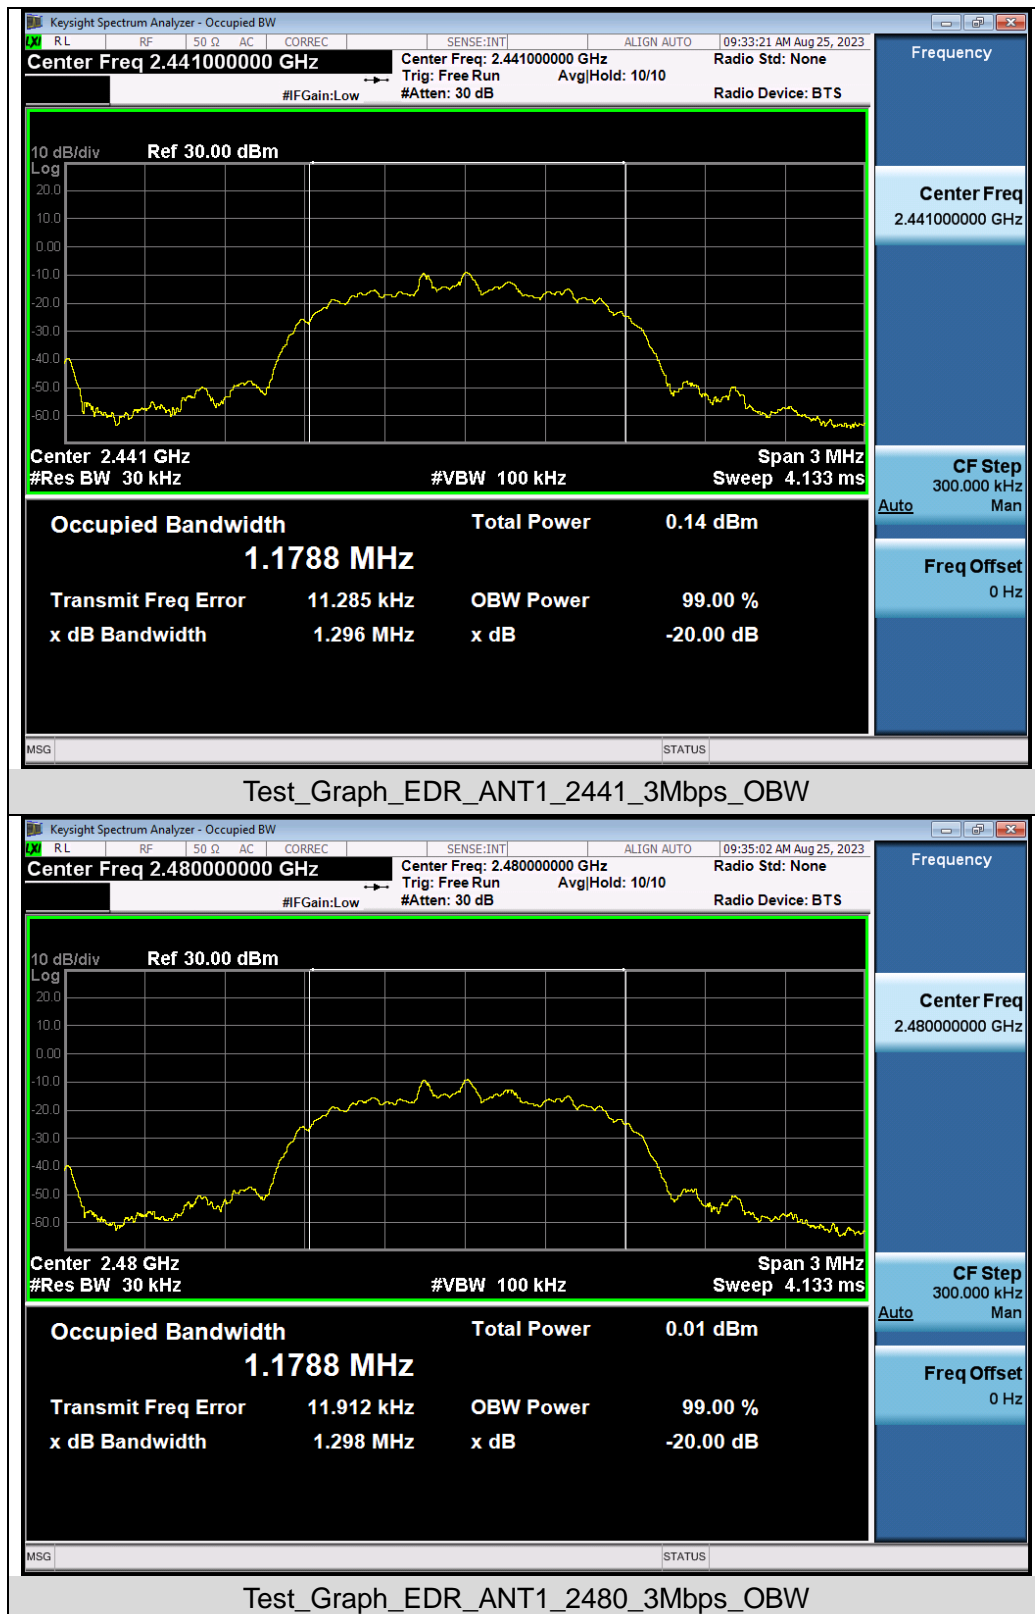 Keysight Spectrum Analyzer - Occupied BW
LXI RL RF 50 Ω AC CORREC SENSE:INT ALIGN AUTO 09:33:21 AM Aug 25, 2023
Center Freq 2.441000000 GHz
Center Freq: 2.441000000 GHz
Radio Std: None
Trig: Free Run Avg|Hold: 10/10
#IFGain:Low
#Atten: 30 dB
Radio Device: BTS
Frequency
10 dB/div Ref 30.00 dBm
Log
20.0
10.0
0.00
-10.0
-20.0
-30.0
-40.0
-50.0
-60.0
Center Freq
2.441000000 GHz
Center 2.441 GHz
Span 3 MHz
#Res BW 30 kHz
#VBW 100 kHz
Sweep 4.133 ms
CF Step
300.000 kHz
Auto Man
Freq Offset
0 Hz
Occupied Bandwidth
Total Power 0.14 dBm
1.1788 MHz
Transmit Freq Error 11.285 kHz OBW Power 99.00 %
x dB Bandwidth 1.296 MHz x dB -20.00 dB
MSG STATUS
Test_Graph_EDR_ANT1_2441_3Mbps_OBW
Keysight Spectrum Analyzer - Occupied BW
LXI RL RF 50 Ω AC CORREC SENSE:INT ALIGN AUTO 09:35:02 AM Aug 25, 2023
Center Freq 2.480000000 GHz
Center Freq: 2.480000000 GHz
Radio Std: None
Trig: Free Run Avg|Hold: 10/10
#IFGain:Low
#Atten: 30 dB
Radio Device: BTS
Frequency
10 dB/div Ref 30.00 dBm
Log
20.0
10.0
0.00
-10.0
-20.0
-30.0
-40.0
-50.0
-60.0
Center Freq
2.480000000 GHz
Center 2.48 GHz
Span 3 MHz
#Res BW 30 kHz
#VBW 100 kHz
Sweep 4.133 ms
CF Step
300.000 kHz
Auto Man
Freq Offset
0 Hz
Occupied Bandwidth
Total Power 0.01 dBm
1.1788 MHz
Transmit Freq Error 11.912 kHz OBW Power 99.00 %
x dB Bandwidth 1.298 MHz x dB -20.00 dB
MSG STATUS
Test_Graph_EDR_ANT1_2480_3Mbps_OBW